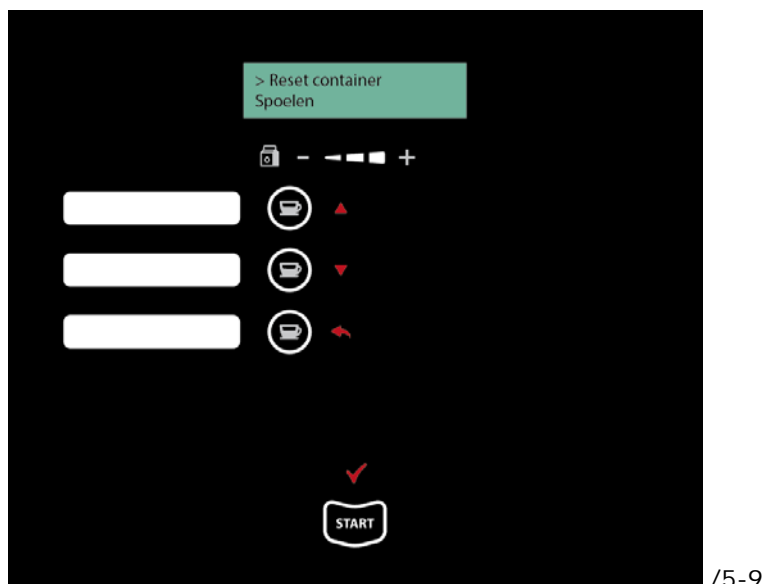 > Reset container
Spoelen
- +
START
/5-9